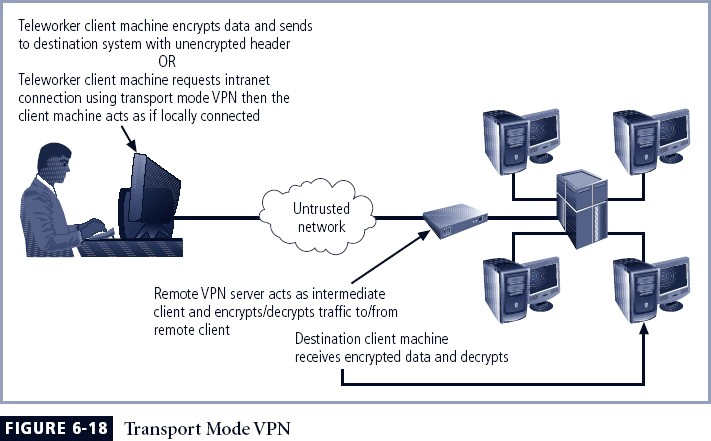 Teleworker client machine encrypts data and sends
to destination system with unencrypted header
OR
Teleworker client machine requests intranet
connection using transport mode VPN then the
client machine acts as if locally connected
Untrusted
network
Remote VPN server acts as intermediate
client and encrypts/decrypts traffic to/from
remote client
Destination client machine
receives encrypted data and decrypts
FIGURE 6-18 Transport Mode VPN